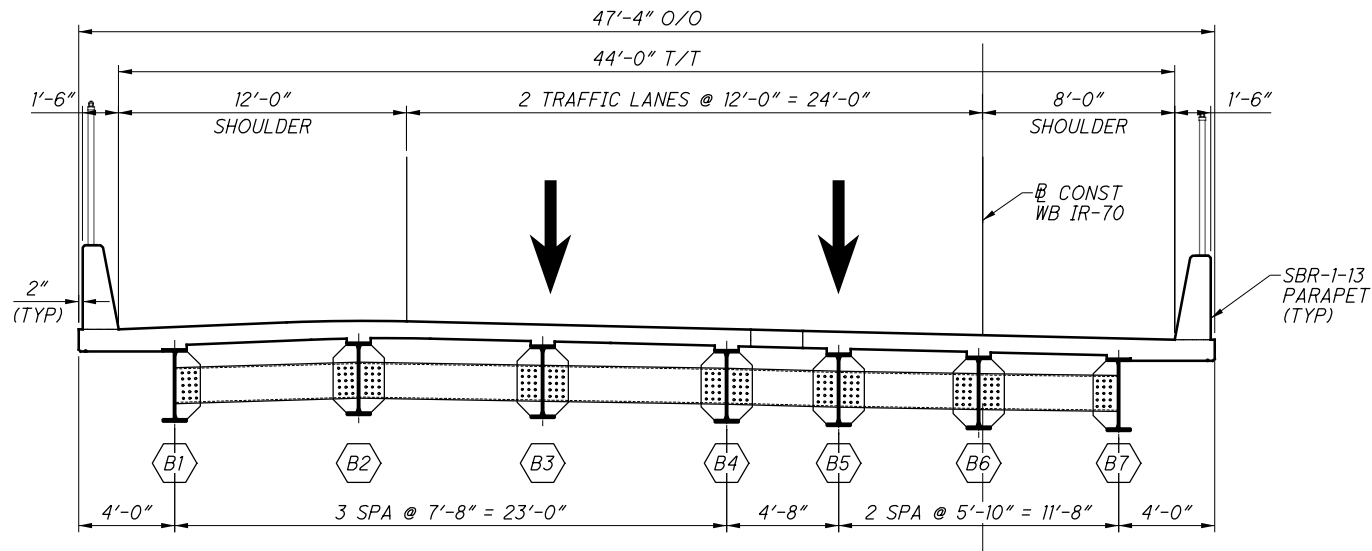 47'-4" O/O
44'-0" T/T
1'-6"
12'-0"
SHOULDER
2 TRAFFIC LANES @ 12'-0" = 24'-0"
8'-0"
SHOULDER
1'-6"
℄ CONST
WB IR-70
2"
(TYP)
SBR-1-13
PARAPET
(TYP)
B1
B2
B3
B4
B5
B6
B7
4'-0"
3 SPA @ 7'-8" = 23'-0"
4'-8"
2 SPA @ 5'-10" = 11'-8"
4'-0"